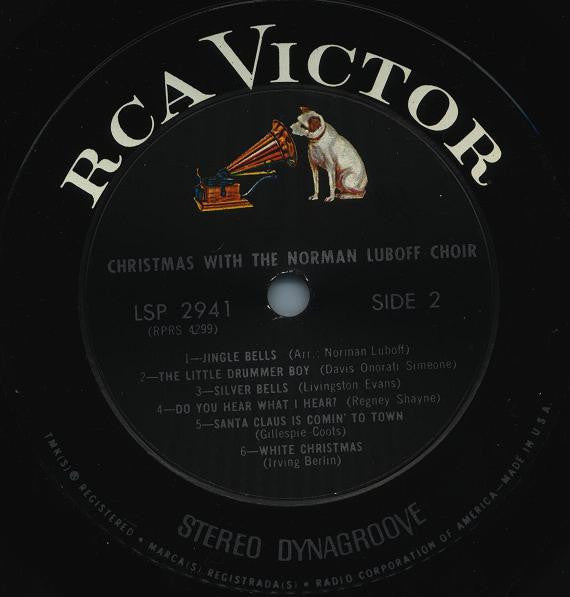 RCA VICTOR
CHRISTMAS WITH THE NORMAN LUBOFF CHOIR
LSP 2941
SIDE 2
(RPRS 4299)
1—JINGLE BELLS (Arr.: Norman Luboff)
2—THE LITTLE DRUMMER BOY (Davis Onorati Simeone)
3—SILVER BELLS (Livingston Evans)
4—DO YOU HEAR WHAT I HEAR? (Regney Shayne)
5—SANTA CLAUS IS COMIN' TO TOWN
(Gillespie-Coots)
6—WHITE CHRISTMAS
(Irving Berlin)
STEREO DYNAGROOVE
TMK(S) ® REGISTERED • MARCA(S) REGISTRADA(S) • RADIO CORPORATION OF AMERICA—MADE IN U.S.A.